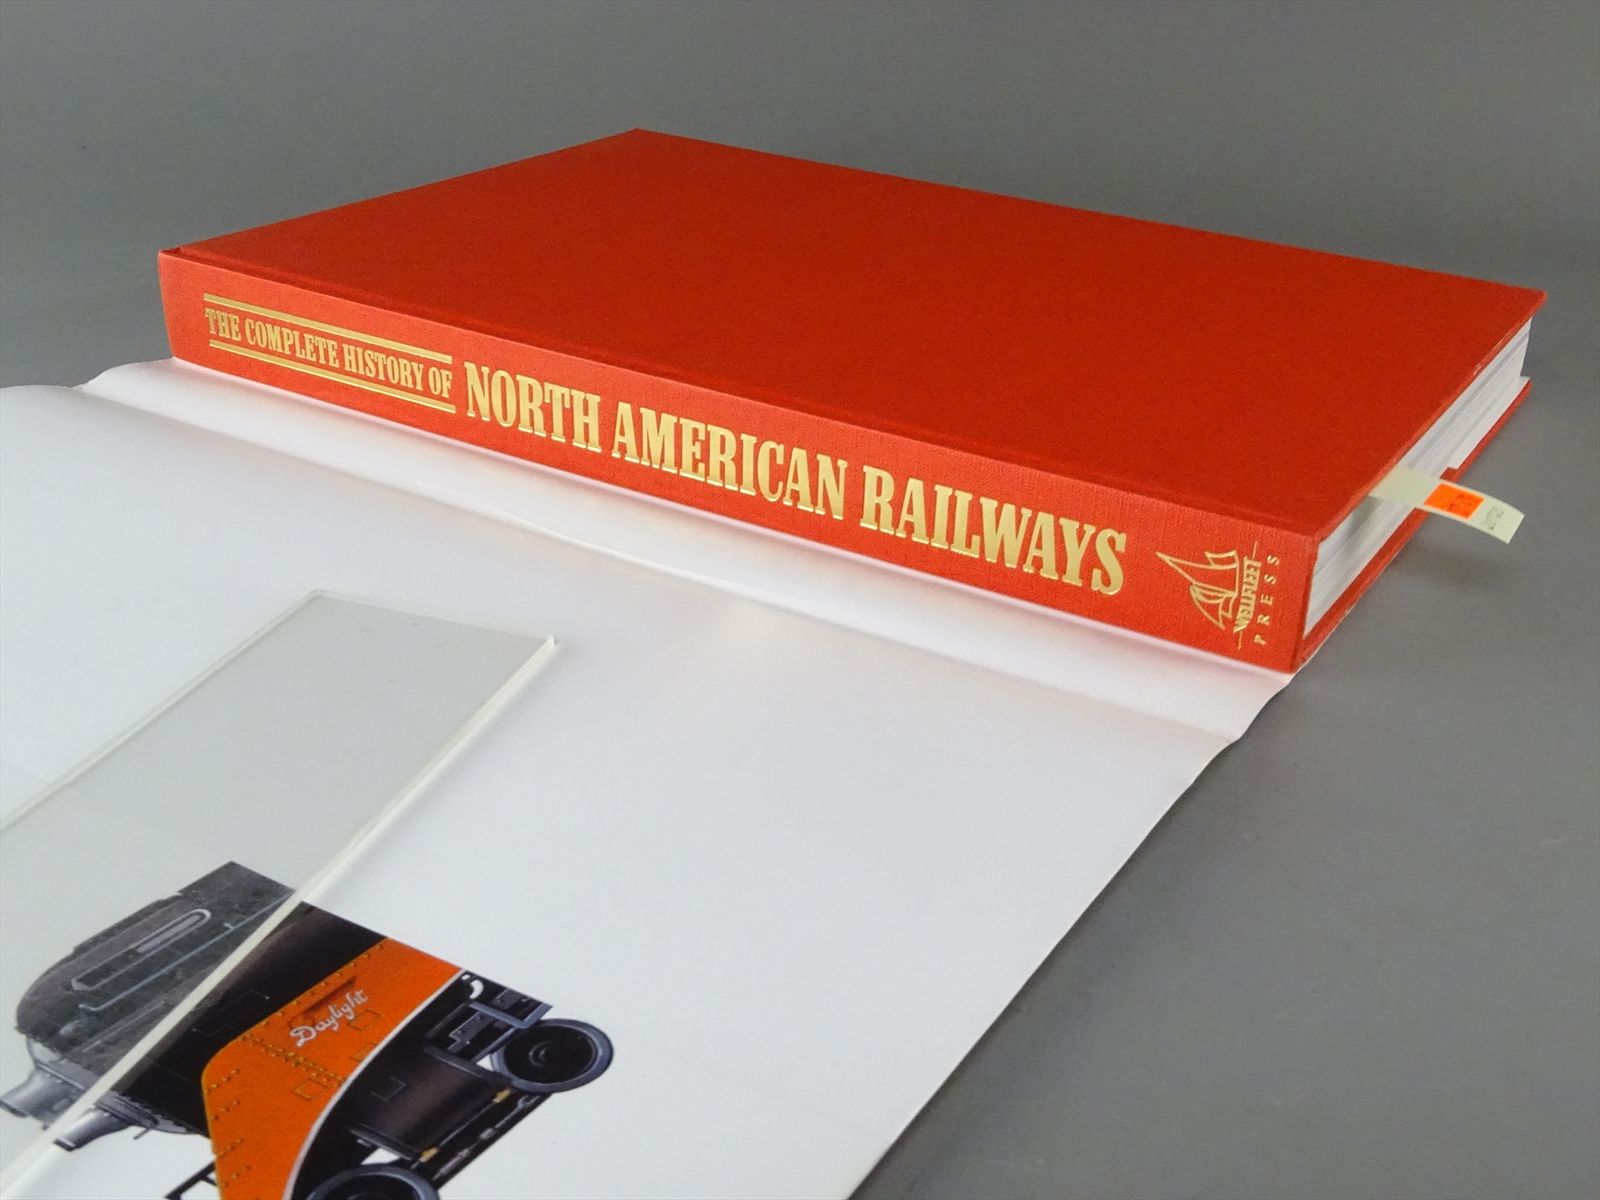 THE COMPLETE HISTORY OF
NORTH AMERICAN RAILWAYS
WELLFLEET
PRESS
Daylight